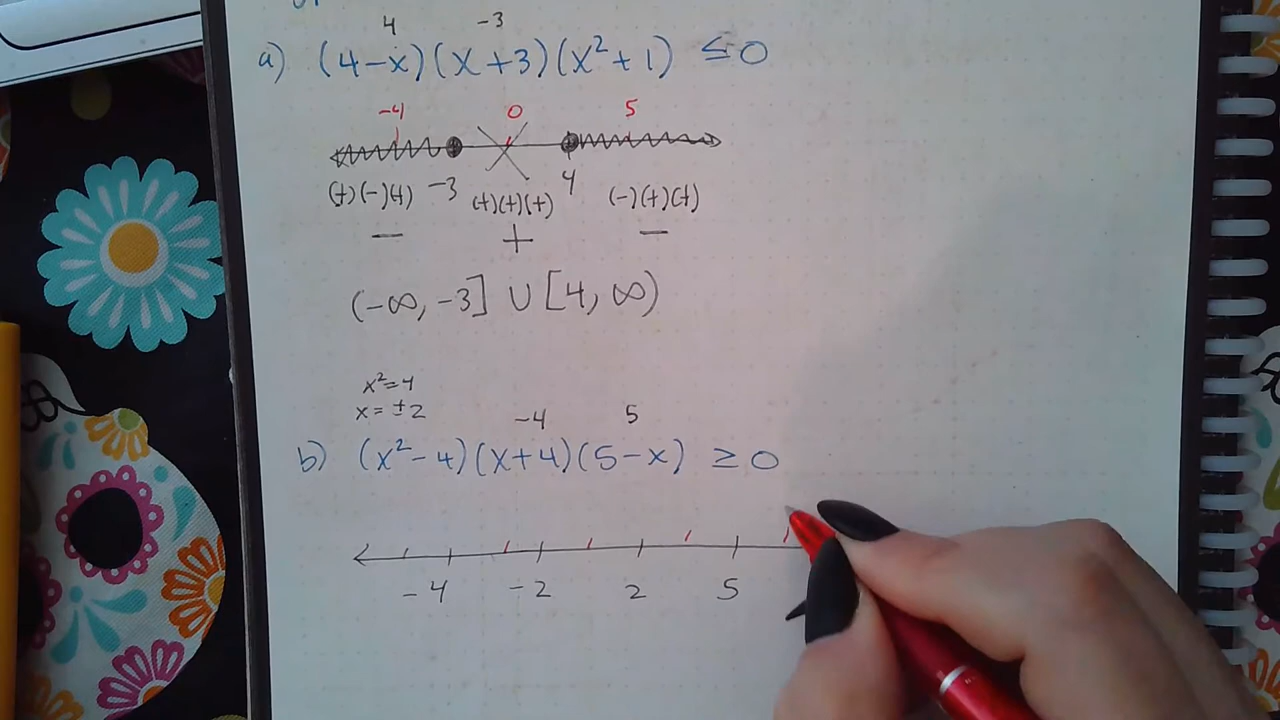 4 -3
a) (4-x)(x+3)(x²+1) ≤0
-4 0 5
-3 4
(+)(-)(+) (+)(+)(+) (-)(+)(+)
- + -
(-∞, -3] ∪ [4, ∞)
x²=4
x=±2 -4 5
b) (x²-4)(x+4)(5-x) ≥0
-4 -2 2 5